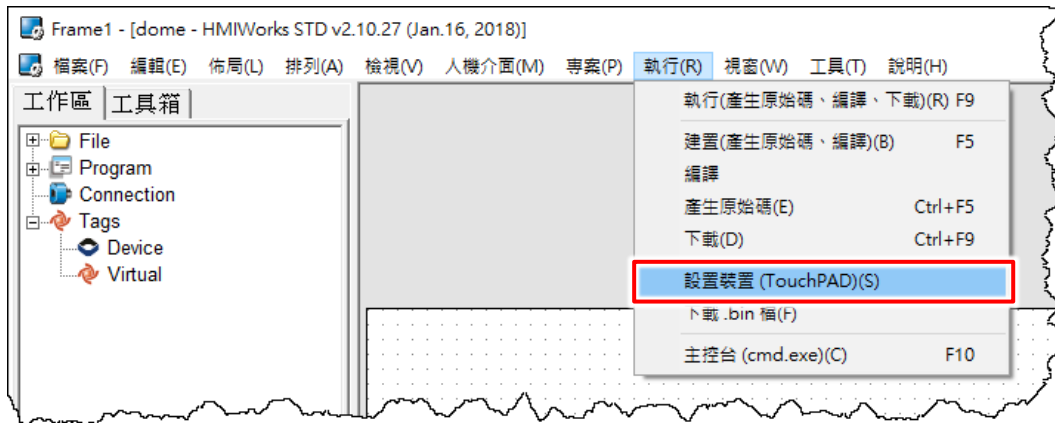 Frame1 - [dome - HMIWorks STD v2.10.27 (Jan.16, 2018)]
檔案(F) 編輯(E) 佈局(L) 排列(A) 檢視(V) 人機介面(M) 專案(P) 執行(R) 視窗(W) 工具(T) 說明(H)
工作區 工具箱
File
Program
Connection
Tags
Device
Virtual
執行(產生原始碼、編譯、下載)(R) F9
建置(產生原始碼、編譯)(B) F5
編譯
產生原始碼(E) Ctrl+F5
下載(D) Ctrl+F9
設置裝置 (TouchPAD)(S)
下載 .bin 檔(F)
主控台 (cmd.exe)(C) F10